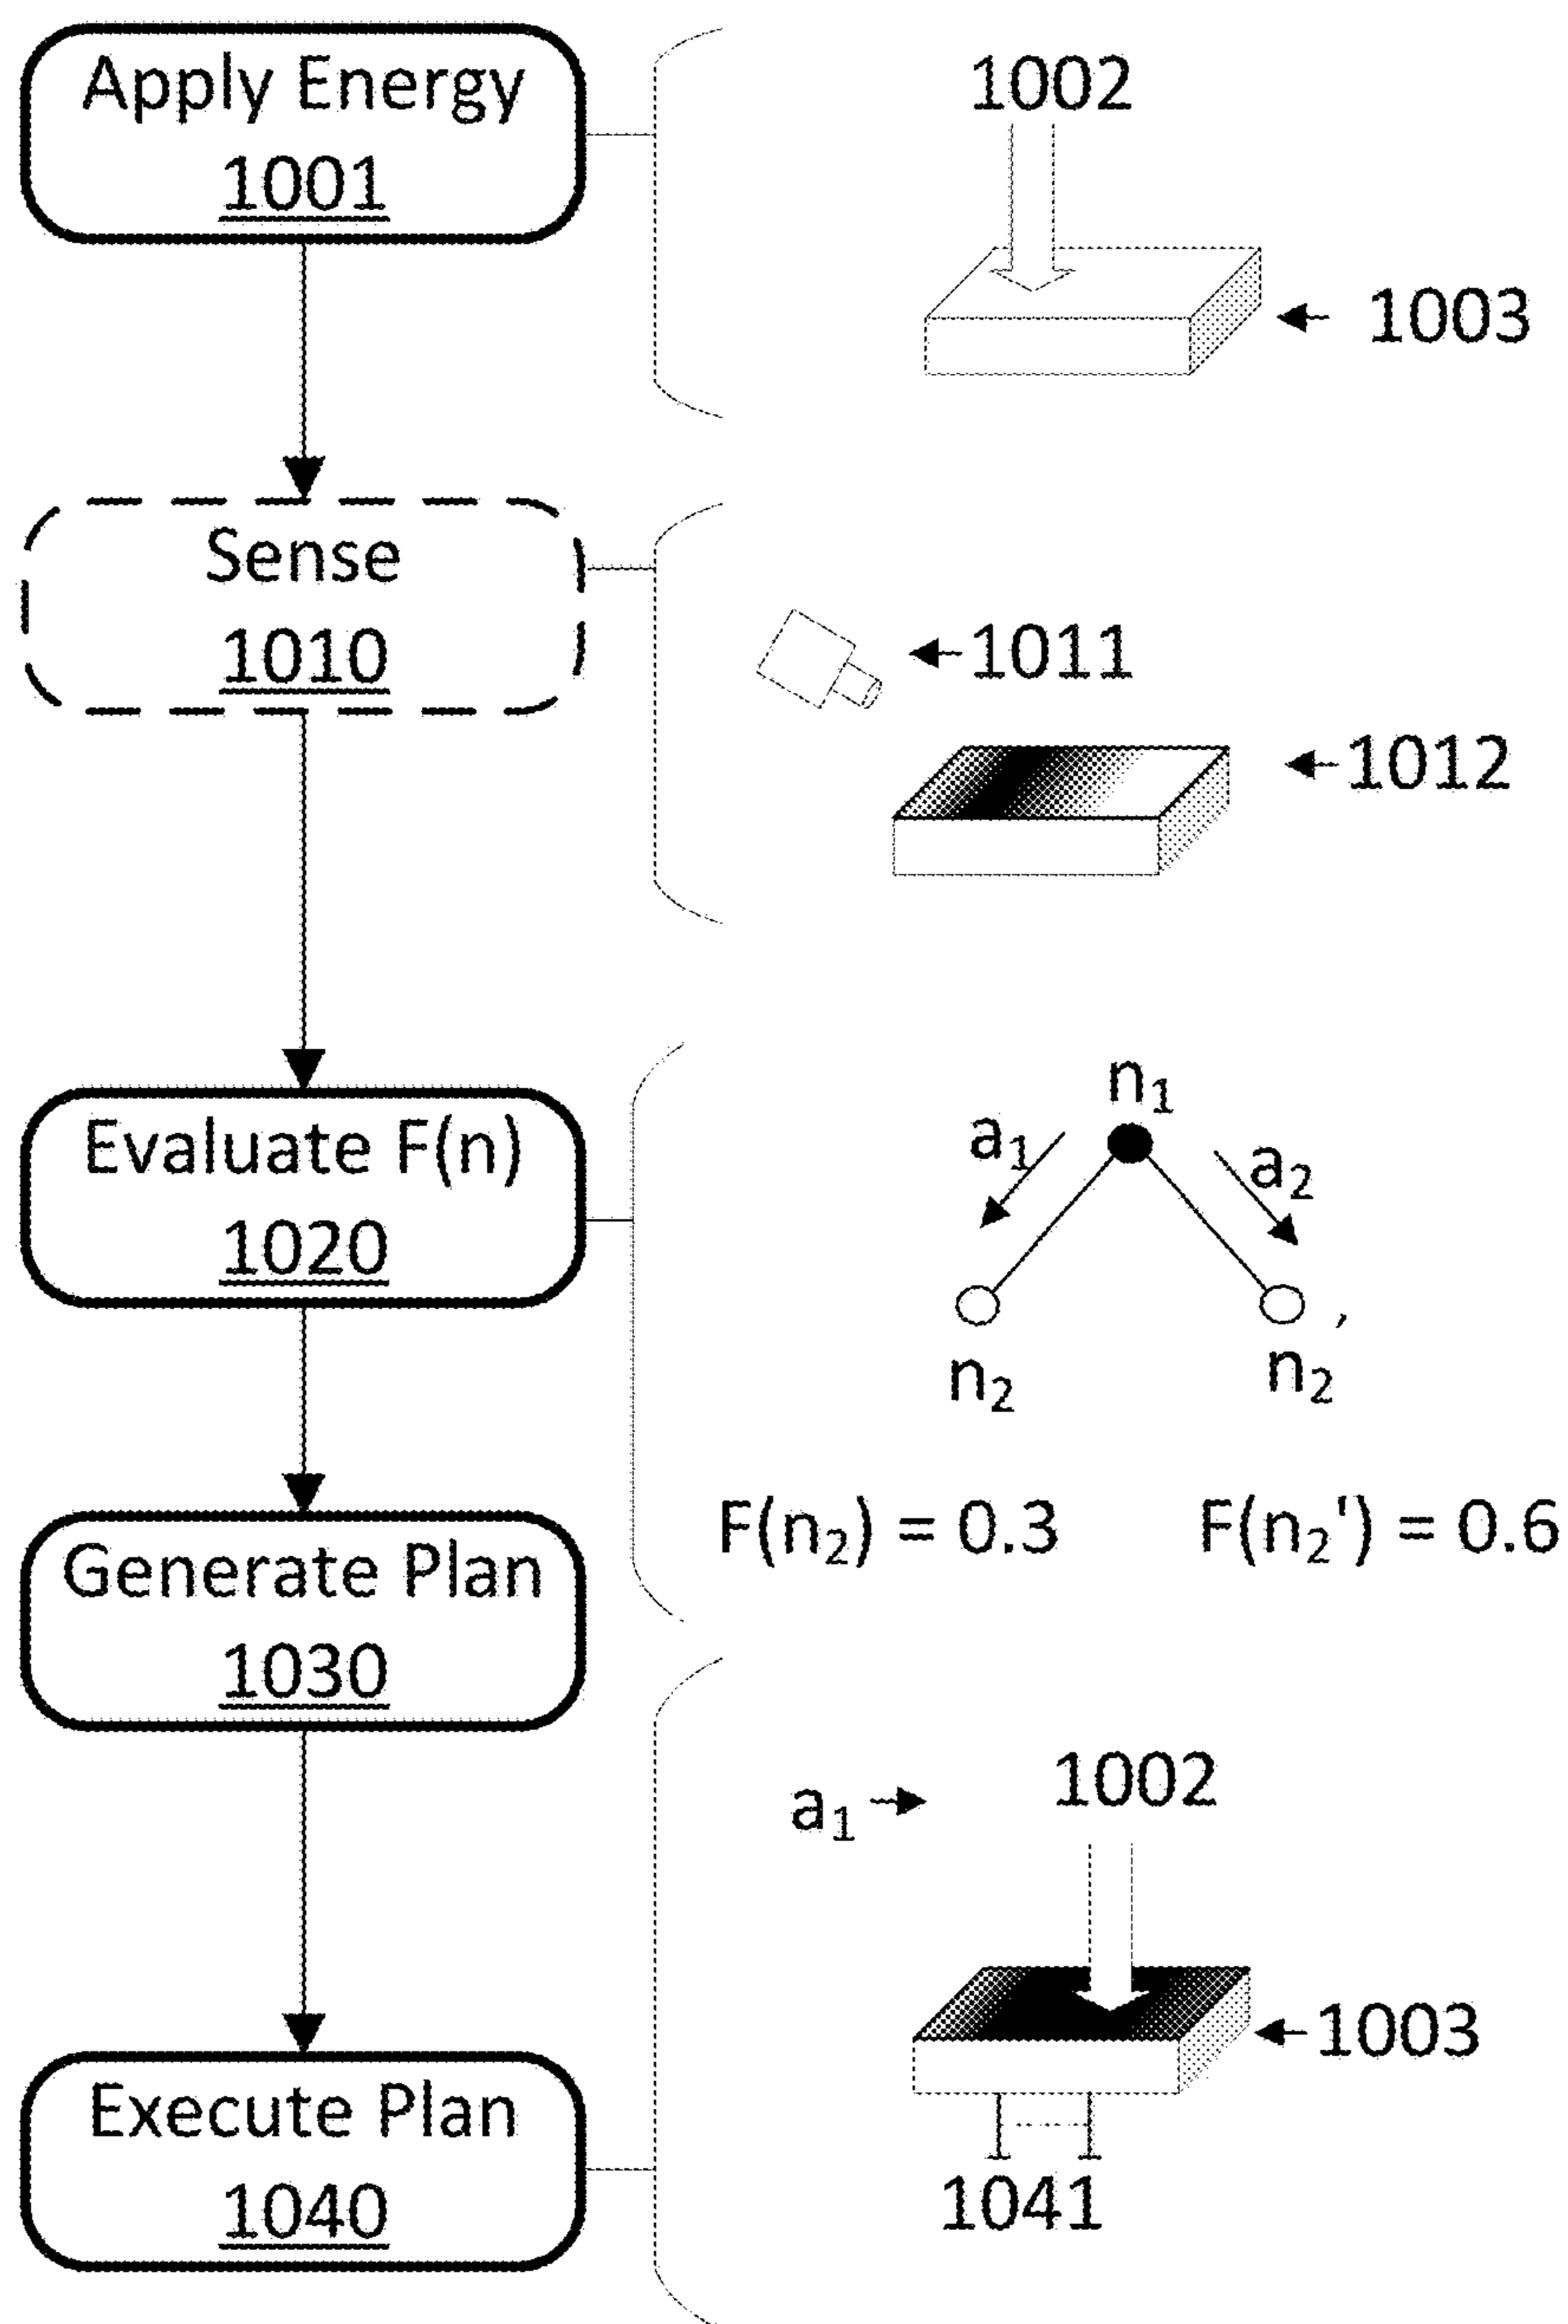 Apply Energy
1001
1002
1003
Sense
1010
1011
1012
Evaluate F(n)
1020
n₁
a₁
a₂
n₂
n₂ ,
F(n₂) = 0.3
F(n₂') = 0.6
Generate Plan
1030
a₁
1002
1003
Execute Plan
1040
1041